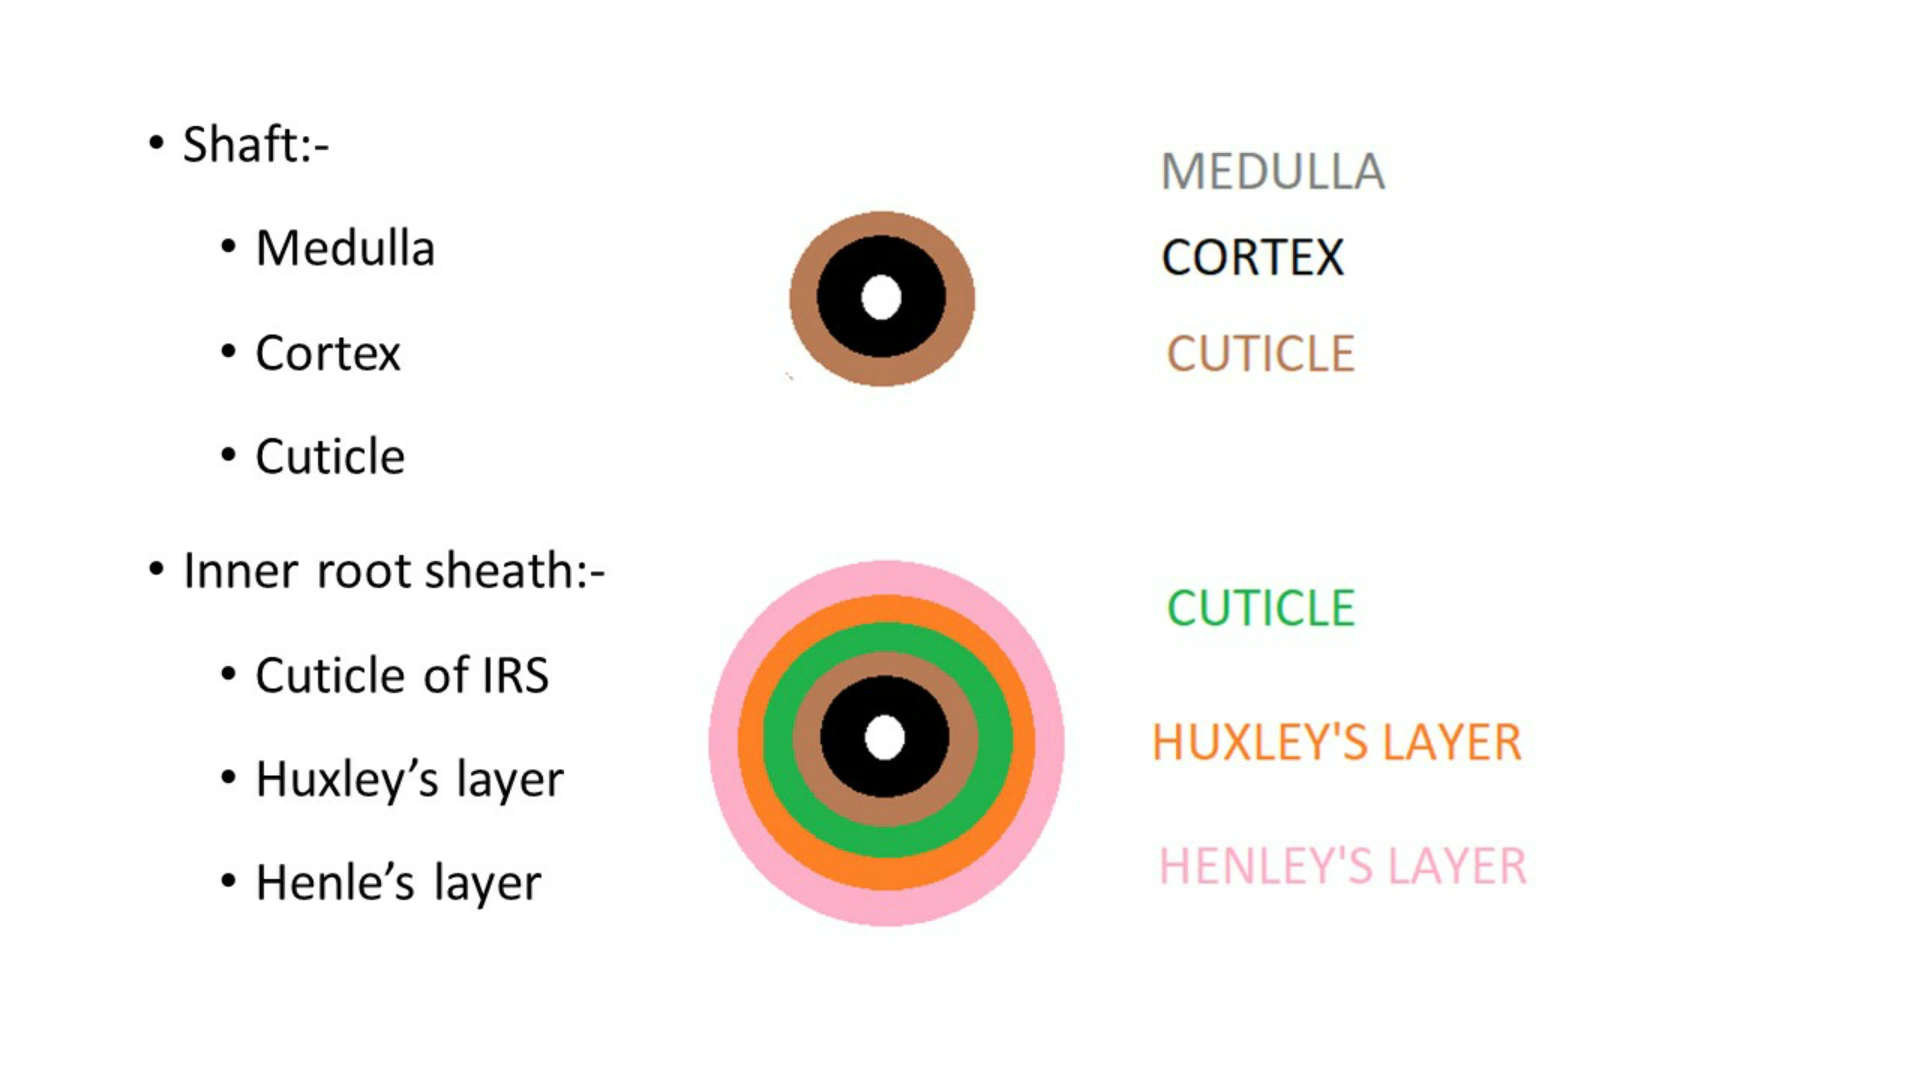 • Shaft:-
• Medulla
• Cortex
• Cuticle
• Inner root sheath:-
• Cuticle of IRS
• Huxley’s layer
• Henle’s layer
MEDULLA
CORTEX
CUTICLE
CUTICLE
HUXLEY'S LAYER
HENLEY'S LAYER